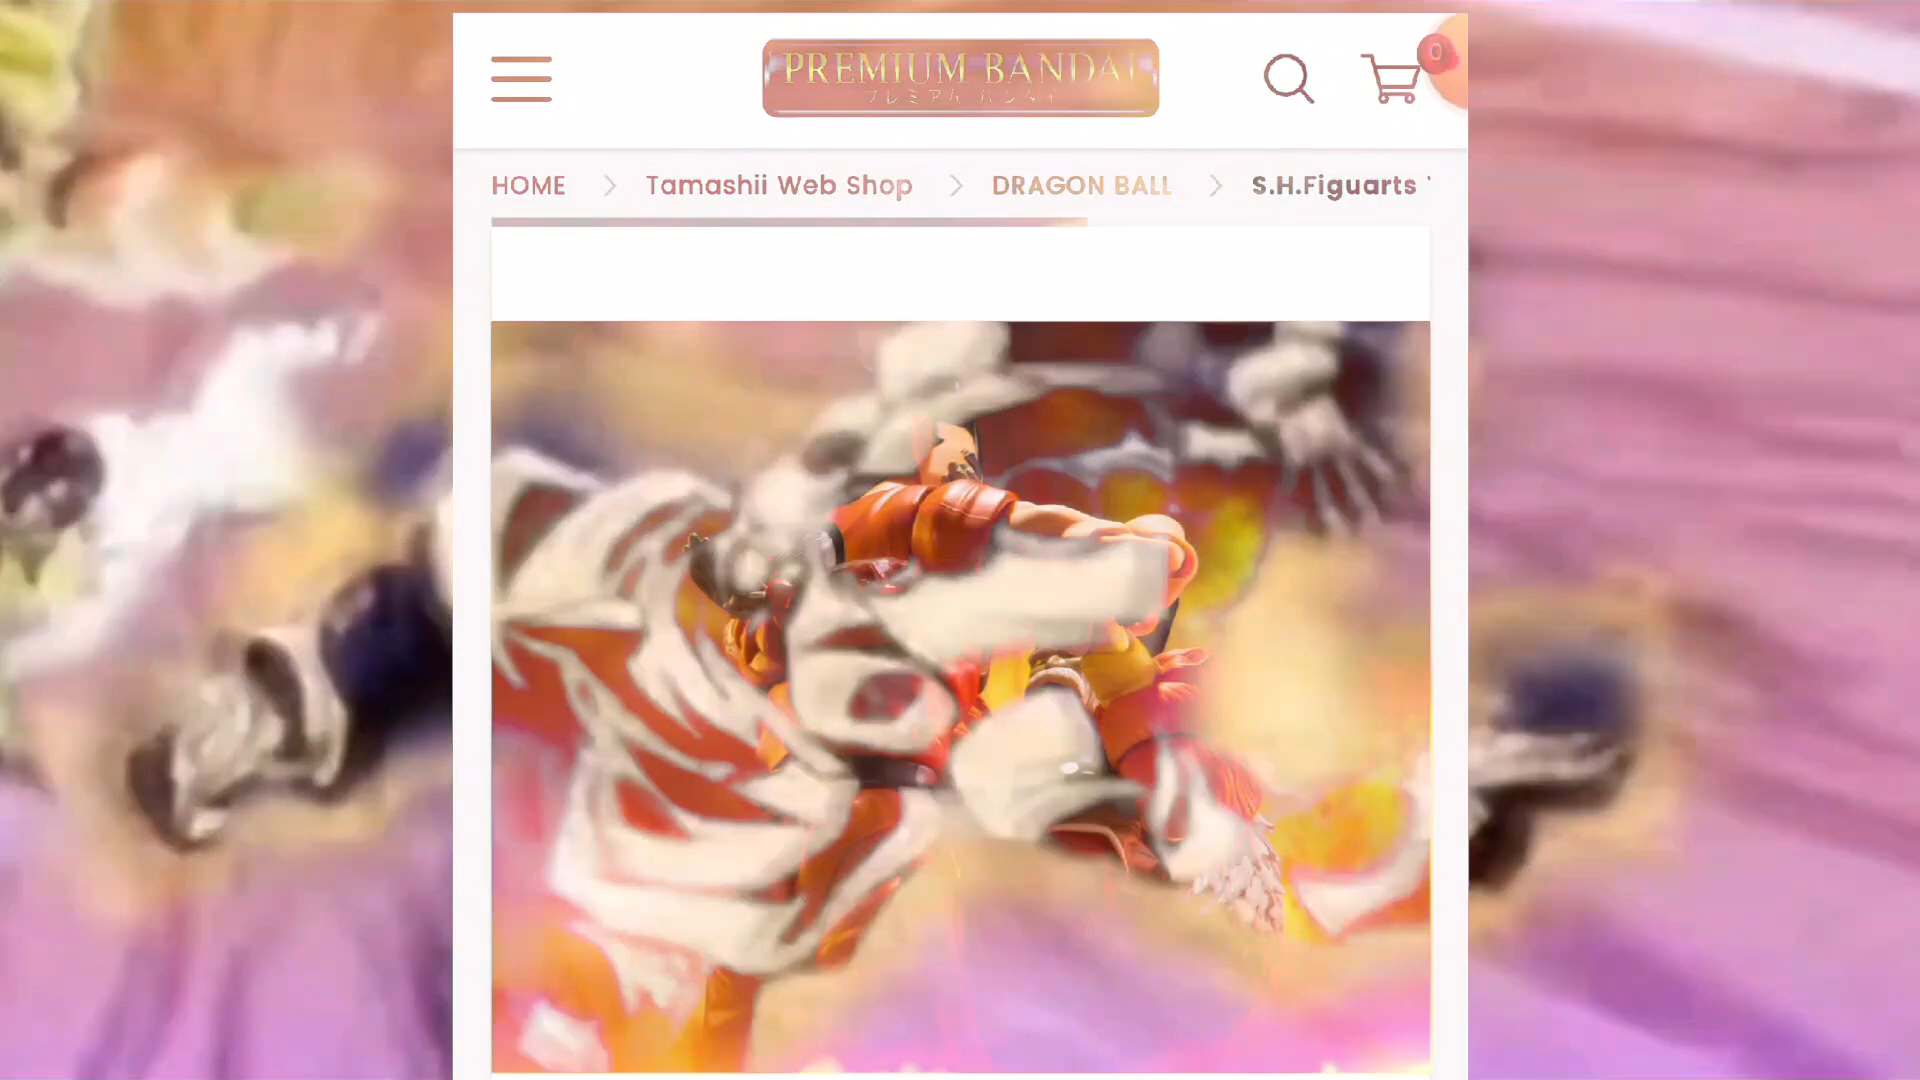 PREMIUM BANDAI
プレミアム バンダイ
0
HOME
Tamashii Web Shop
DRAGON BALL
S.H.Figuarts